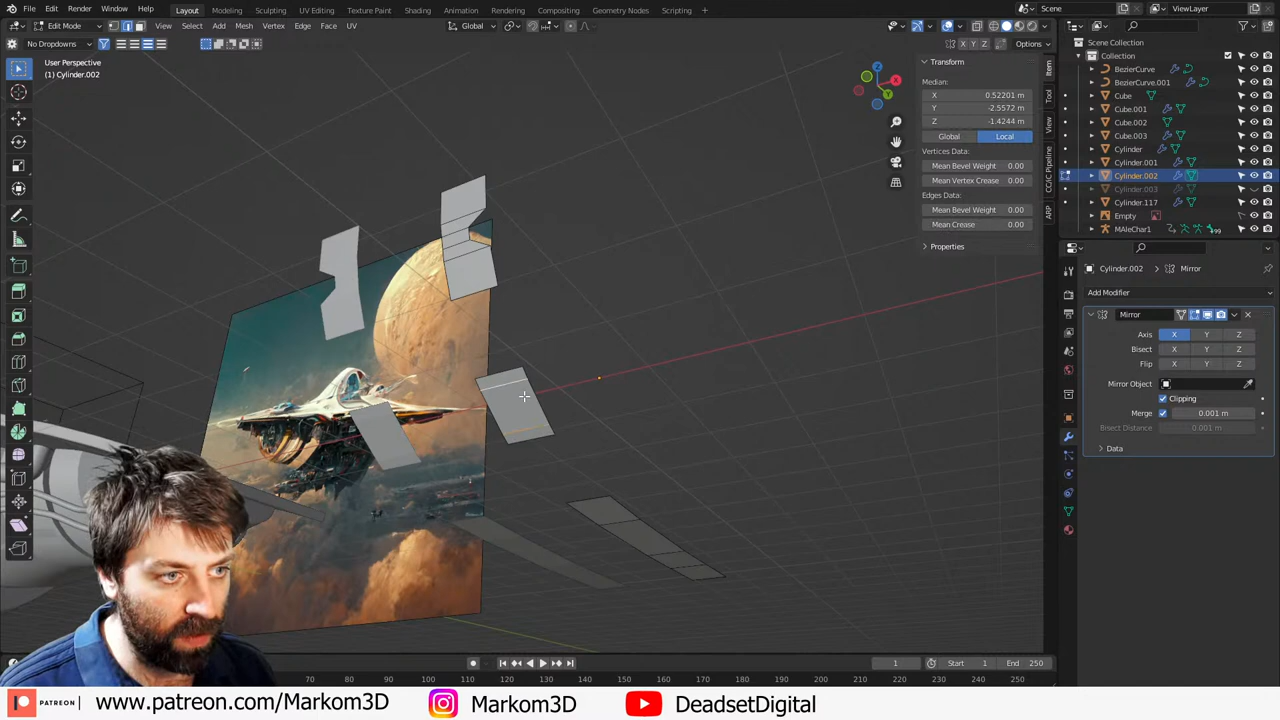 File Edit Render Window Help Layout Modeling Sculpting UV Editing Texture Paint Shading Animation Rendering Compositing Geometry Nodes Scripting + Scene ViewLayer
Edit Mode View Select Add Mesh Vertex Edge Face UV Global
No Dropdowns X Y Z Options
User Perspective
(1) Cylinder.002
Transform
Median:
X 0.52201 m
Y -2.5572 m
Z -1.4244 m
Global Local
Vertices Data:
Mean Bevel Weight 0.00
Mean Vertex Crease 0.00
Edges Data:
Mean Bevel Weight 0.00
Mean Crease 0.00
Properties
Item
Tool
View
CC/iC Pipeline
ARP
Scene Collection
Collection
BezierCurve
BezierCurve.001
Cube
Cube.001
Cube.002
Cube.003
Cylinder
Cylinder.001
Cylinder.002
Cylinder.003
Cylinder.117
Empty
MAleChar1
Cylinder.002 Mirror
Add Modifier
Mirror
Axis X Y Z
Bisect X Y Z
Flip X Y Z
Mirror Object
Clipping
Merge 0.001 m
Bisect Distance 0.001 m
Data
1 Start 1 End 250
70 80 90 100 110 120 130 140 150 160 170 180 190 200 210 220 230 240 250
PATREON www.patreon.com/Markom3D Markom3D DeadsetDigital